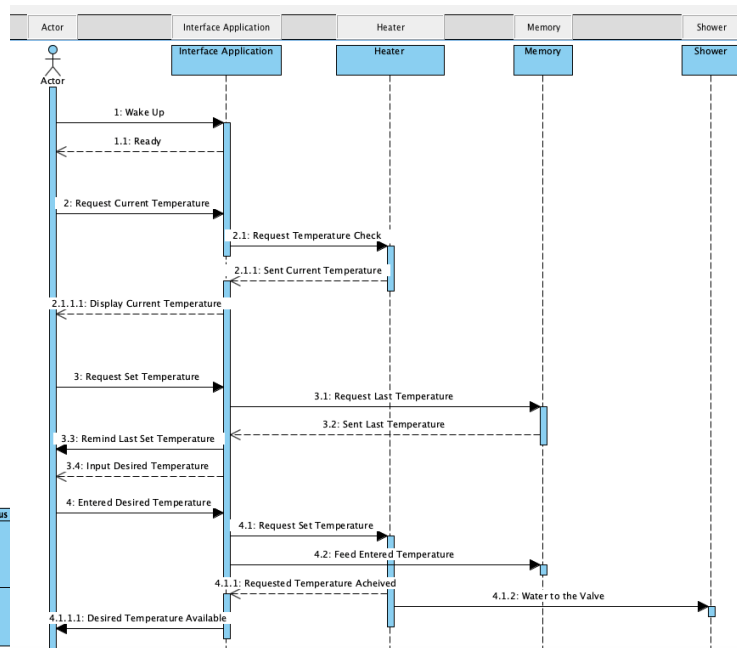 Actor Interface Application Heater Memory Shower
Interface Application Heater Memory Shower
Actor
1: Wake Up
1.1: Ready
2: Request Current Temperature
2.1: Request Temperature Check
2.1.1: Sent Current Temperature
2.1.1.1: Display Current Temperature
3: Request Set Temperature
3.1: Request Last Temperature
3.2: Sent Last Temperature
3.3: Remind Last Set Temperature
3.4: Input Desired Temperature
4: Entered Desired Temperature
us
4.1: Request Set Temperature
4.2: Feed Entered Temperature
4.1.1: Requested Temperature Acheived
4.1.2: Water to the Valve
4.1.1.1: Desired Temperature Available